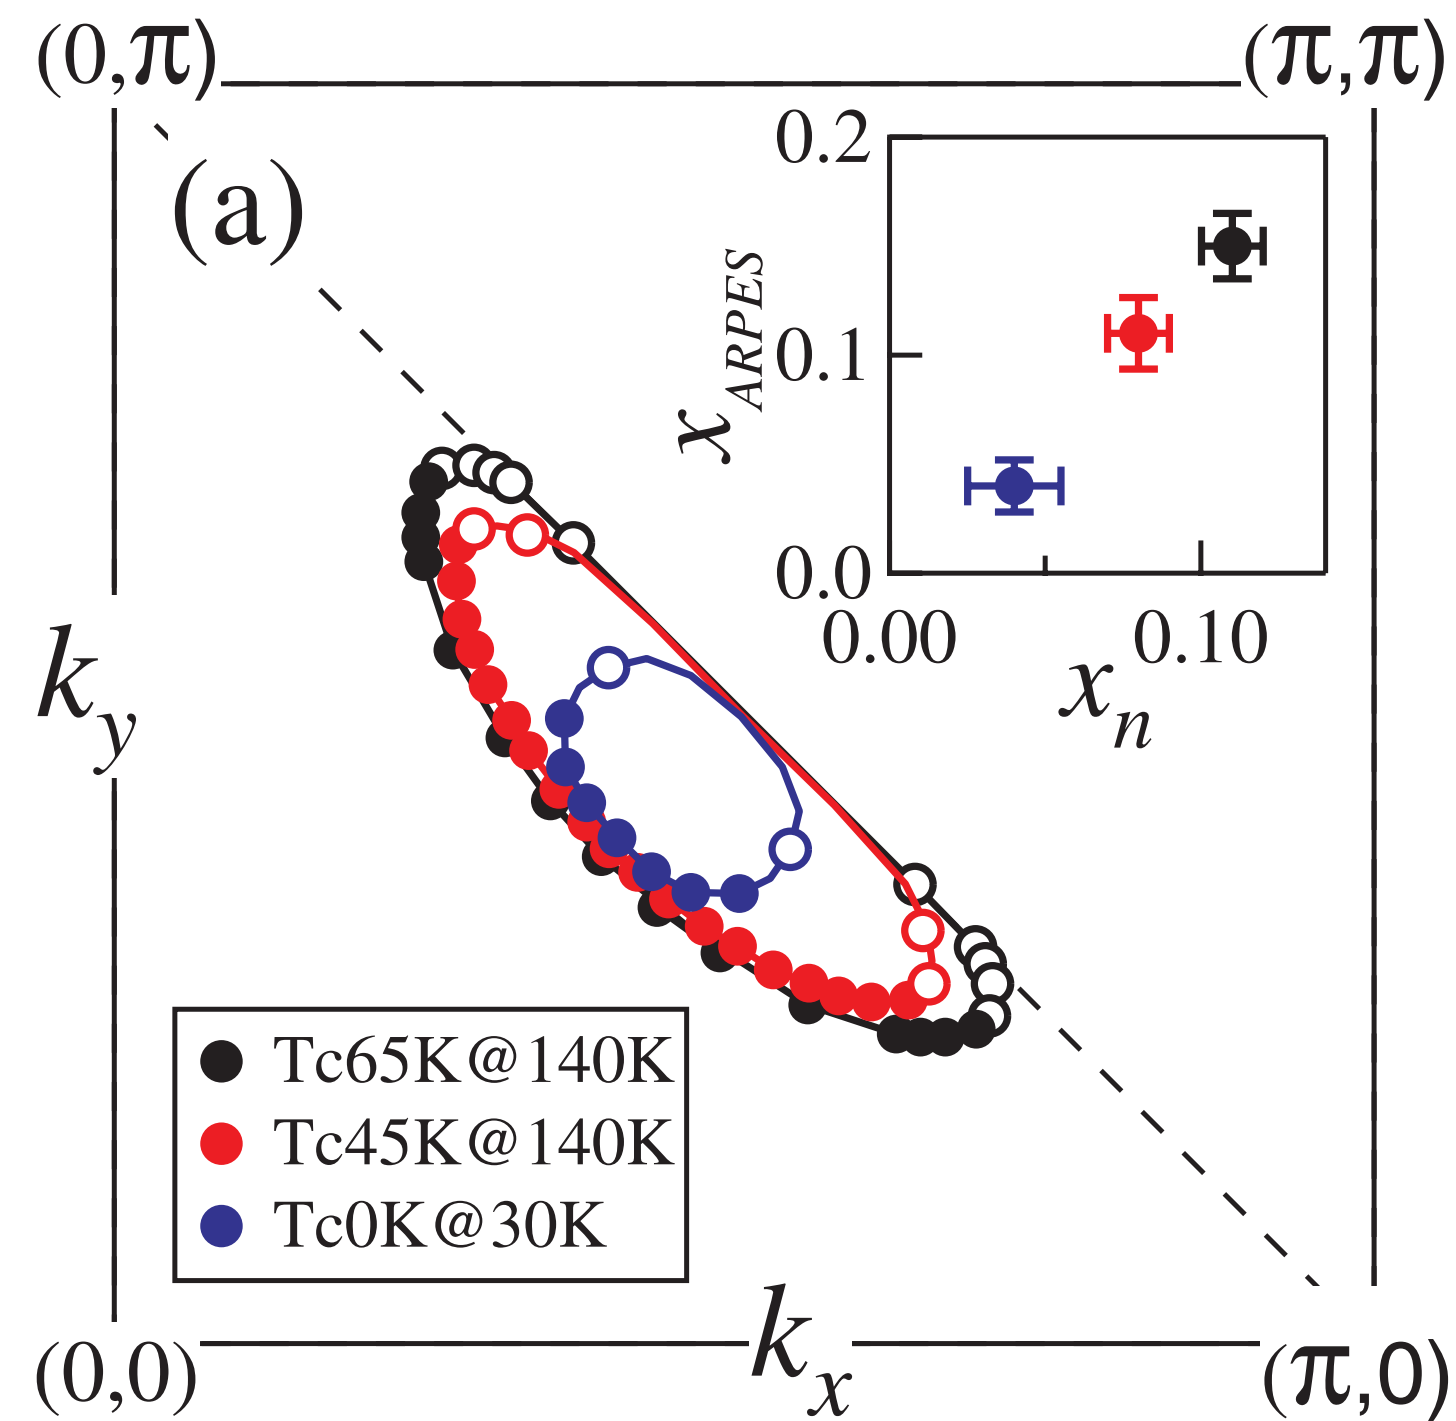 (0,π)
(π,π)
(a)
0.2
0.1
0.0
x_ARPES
0.00
0.10
x_n
k_y
Tc65K@140K
Tc45K@140K
Tc0K@30K
(0,0)
k_x
(π,0)